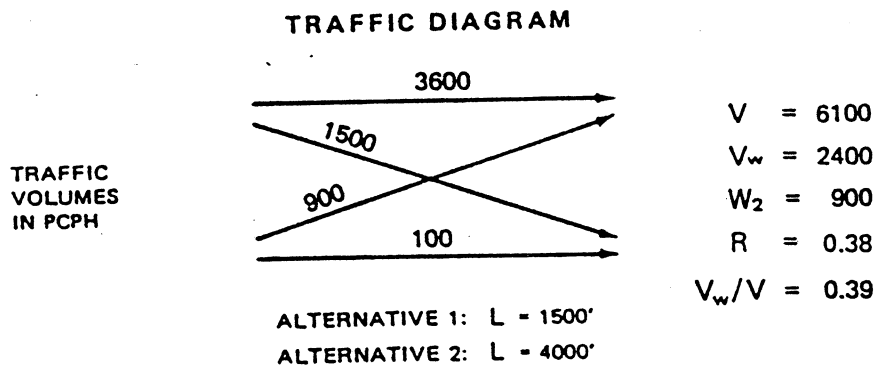 TRAFFIC DIAGRAM
3600
1500
900
100
TRAFFIC
VOLUMES
IN PCPH
V = 6100
Vw = 2400
W2 = 900
R = 0.38
Vw/V = 0.39
ALTERNATIVE 1: L = 1500'
ALTERNATIVE 2: L = 4000'